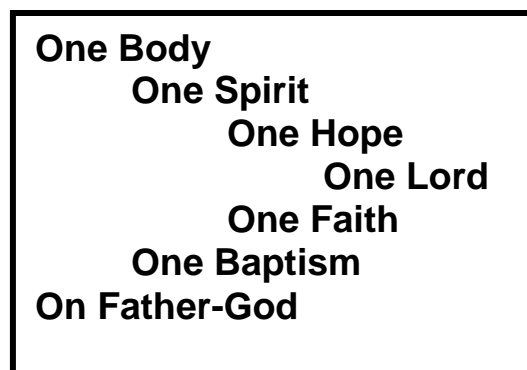 One Body
One Spirit
One Hope
One Lord
One Faith
One Baptism
On Father-God